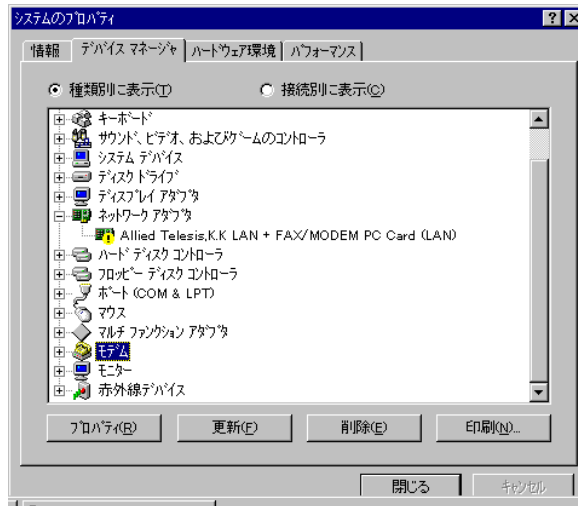 システムのプロパティ
情報 デバイス マネージャ ハードウェア環境 パフォーマンス
種類別に表示(T) 接続別に表示(C)
キーボード
サウンド、ビデオ、およびゲームのコントローラ
システム デバイス
ディスク ドライブ
ディスプレイ アダプタ
ネットワーク アダプタ
Allied Telesis,K.K LAN + FAX/MODEM PC Card (LAN)
ハード ディスク コントローラ
フロッピー ディスク コントローラ
ポート (COM & LPT)
マウス
マルチ ファンクション アダプタ
モデム
モニター
赤外線デバイス
プロパティ(R) 更新(F) 削除(E) 印刷(N)...
閉じる キャンセル